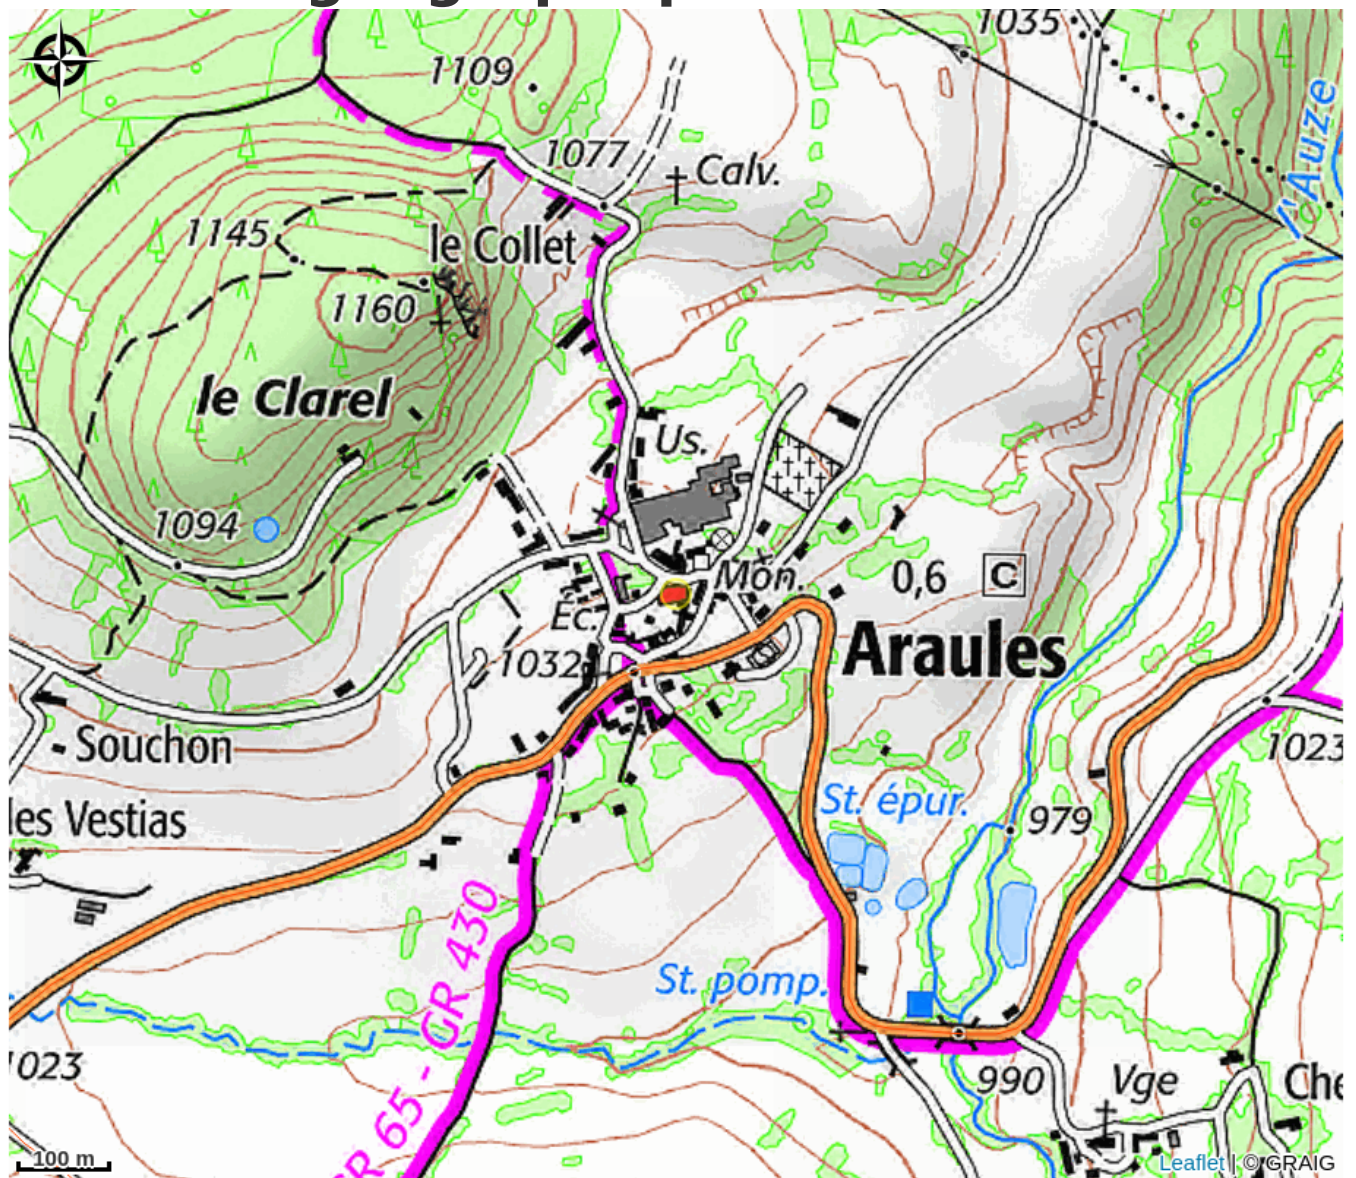 1035
1109
l'Auze
1077
Calv.
1145
le Collet
1160
le Clarel
Us.
1094
Mon.
0,6
C
Éc.
Araules
1032
Souchon
1023
St. épur.
les Vestias
979
GR 65 - GR 430
St. pomp.
1023
990
Vge
Che
100 m
Leaflet | © GRAIG